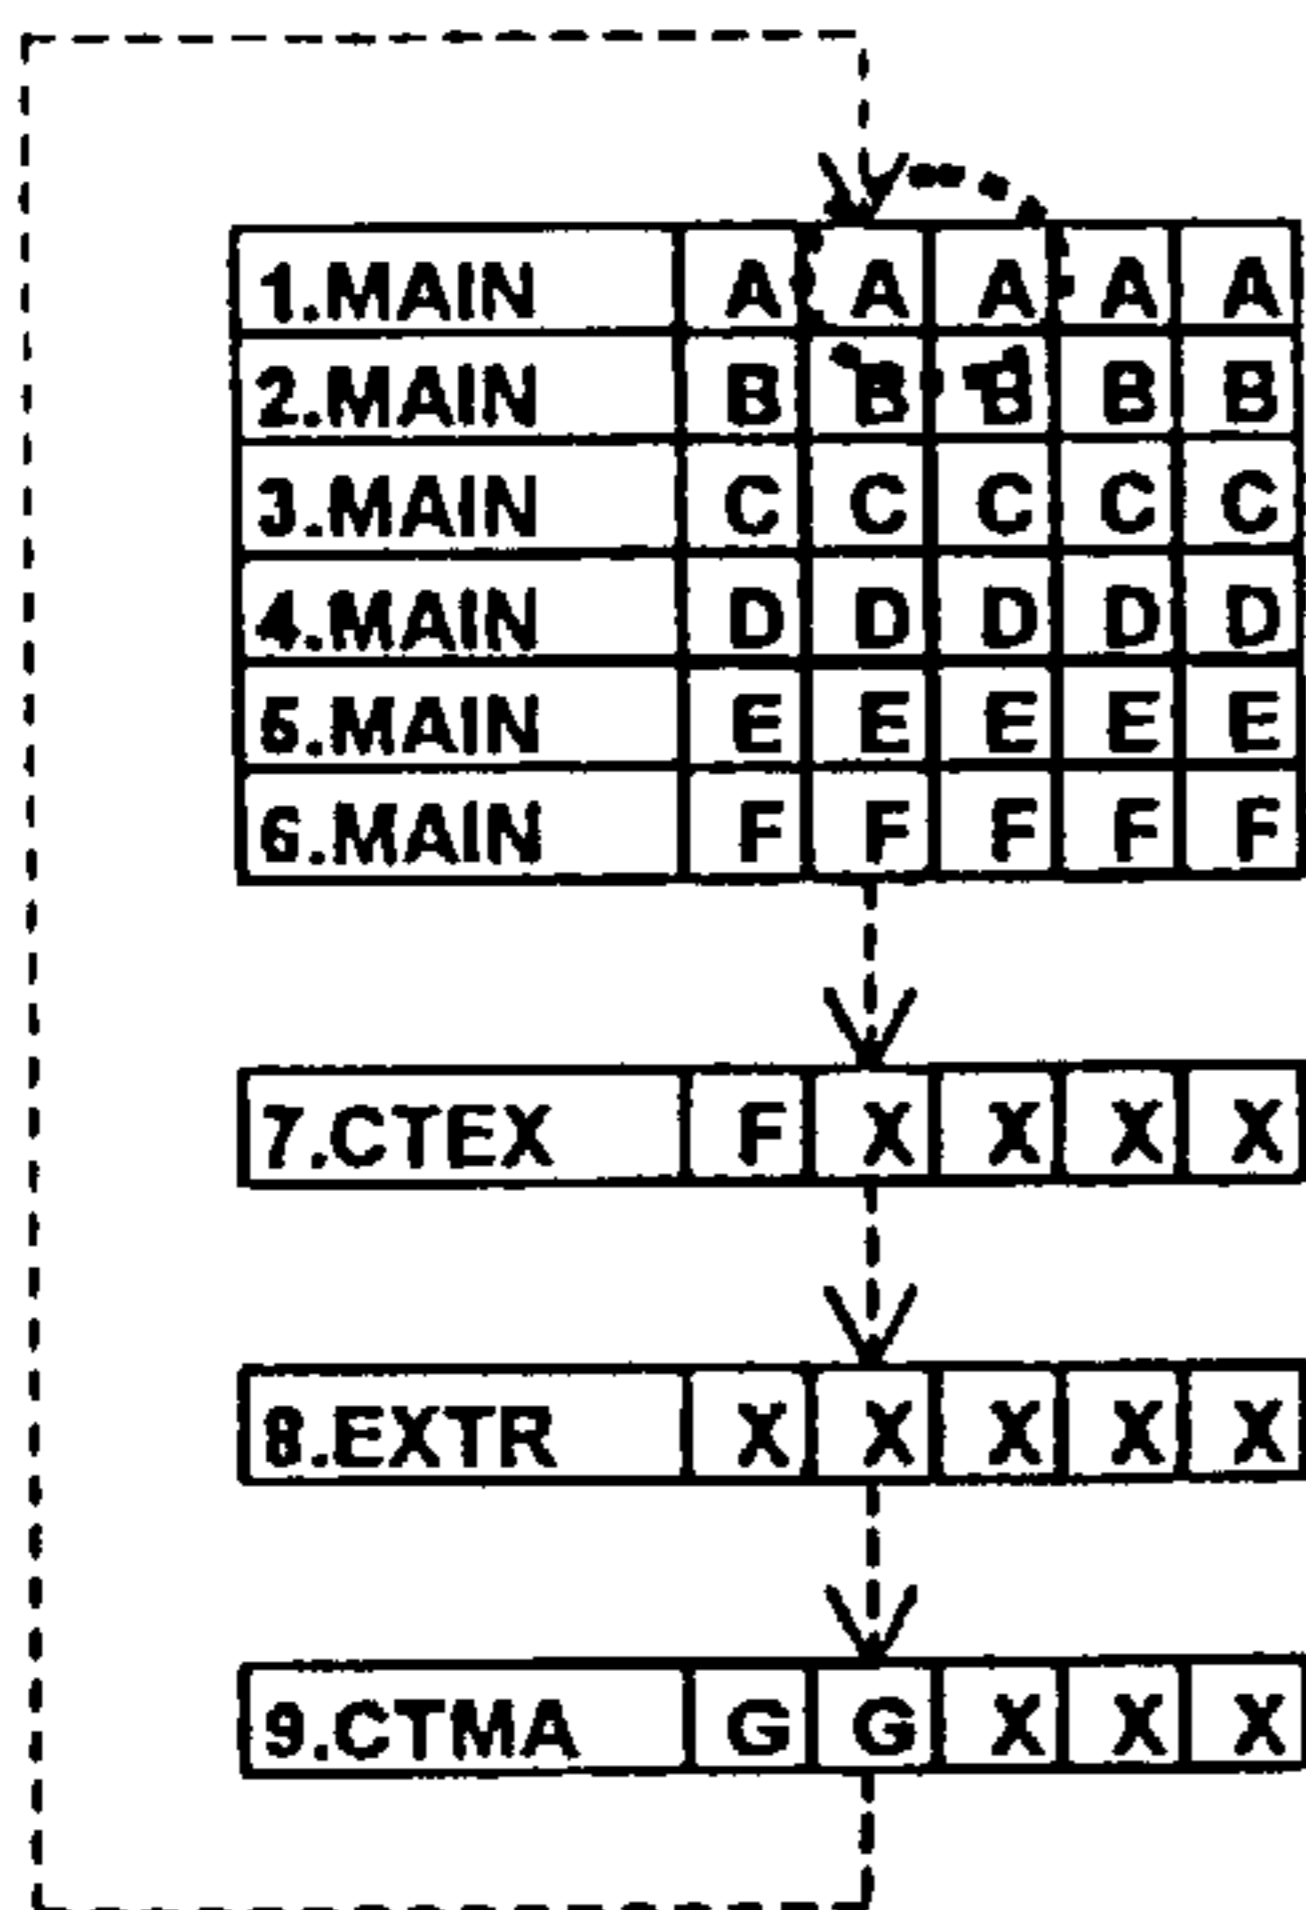 1.MAIN A A A A A
2.MAIN B B B B B
3.MAIN C C C C C
4.MAIN D D D D D
5.MAIN E E E E E
6.MAIN F F F F F
7.CTEX F X X X X
8.EXTR X X X X X
9.CTMA G G X X X